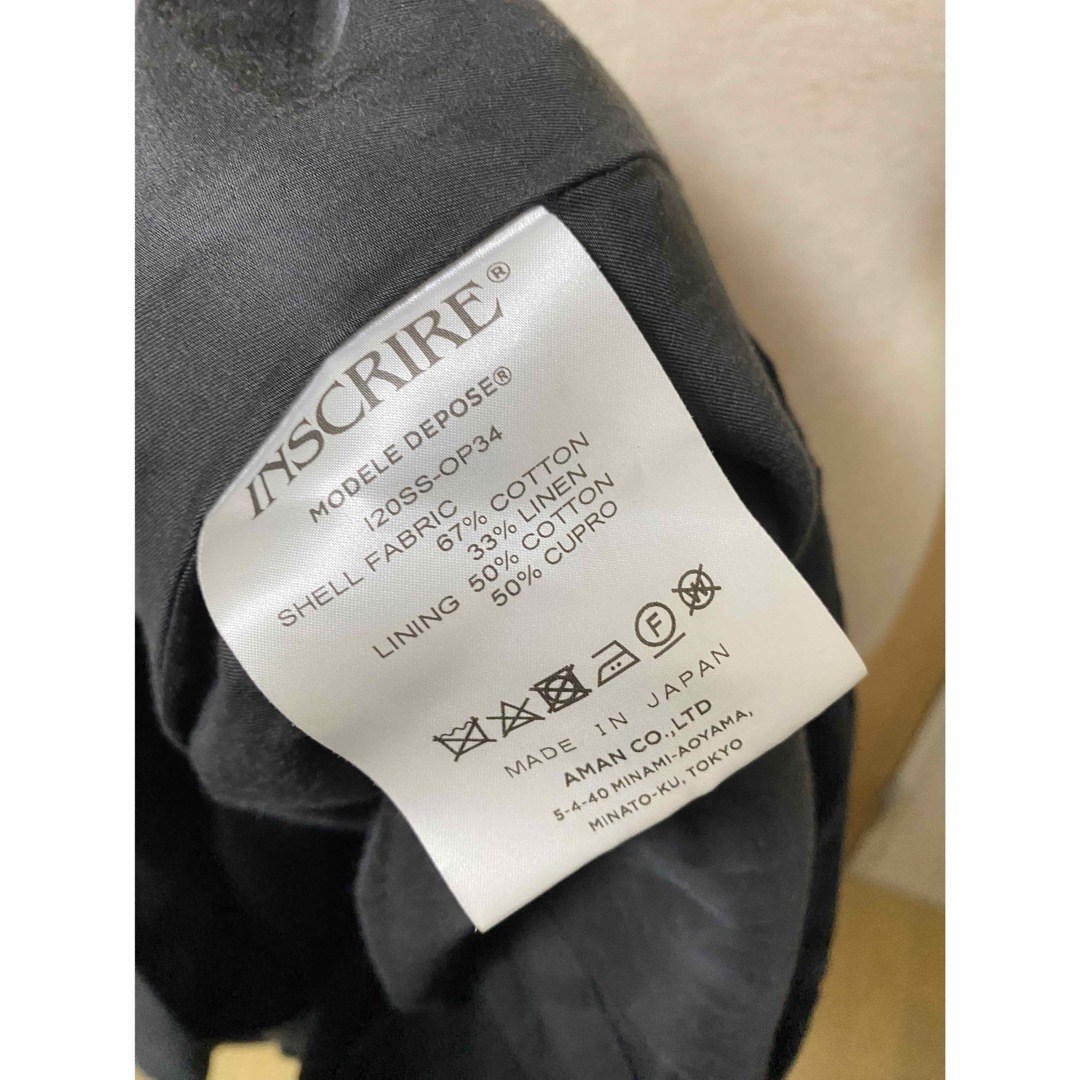 INSCRIRE®
MODELE DEPOSE®
I20SS-OP34
SHELL FABRIC
67% COTTON
33% LINEN
LINING 50% COTTON
50% CUPRO
F W
MADE IN JAPAN
AMAN CO.,LTD
5-4-40 MINAMI-AOYAMA,
MINATO-KU, TOKYO